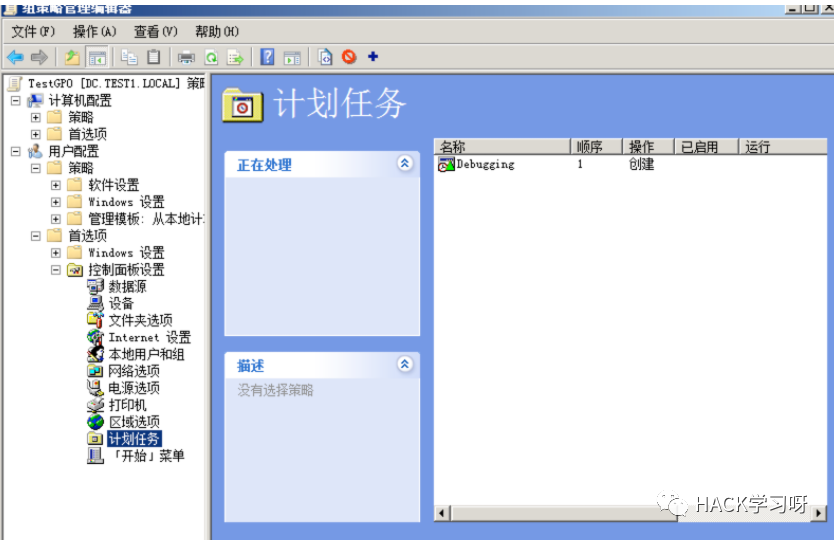 组策略管理编辑器
文件(F) 操作(A) 查看(V) 帮助(H)
TestGPO [DC.TEST1.LOCAL] 策略
计算机配置
策略
首选项
用户配置
策略
软件设置
Windows 设置
管理模板: 从本地计
首选项
Windows 设置
控制面板设置
数据源
设备
文件夹选项
Internet 设置
本地用户和组
网络选项
电源选项
打印机
区域选项
计划任务
「开始」菜单
计划任务
正在处理
描述
没有选择策略
名称 顺序 操作 已启用 运行
Debugging 1 创建
HACK学习呀